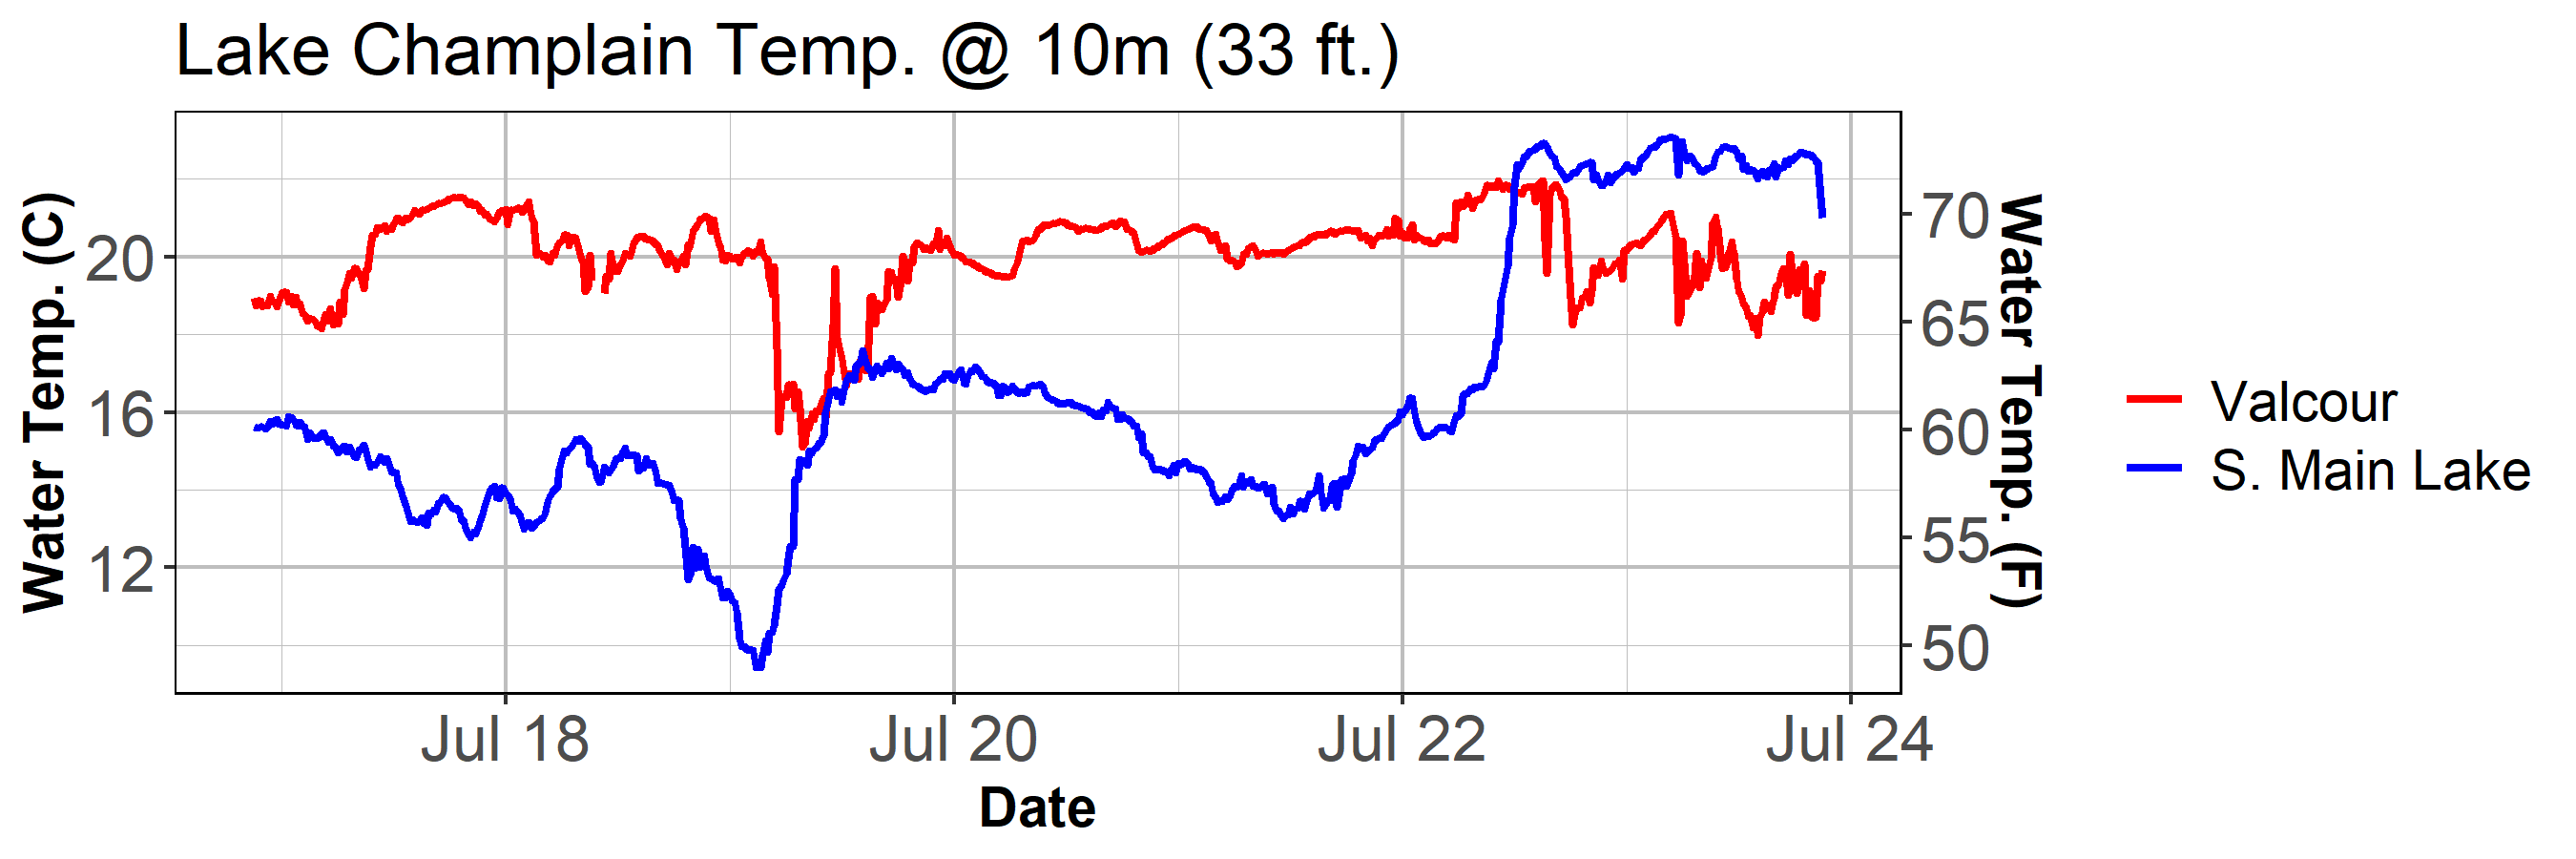 Lake Champlain Temp. @ 10m (33 ft.)
Water Temp. (C)
20
16
12
70
65
60
55
50
Water Temp. (F)
Jul 18
Jul 20
Jul 22
Jul 24
Date
Valcour
S. Main Lake